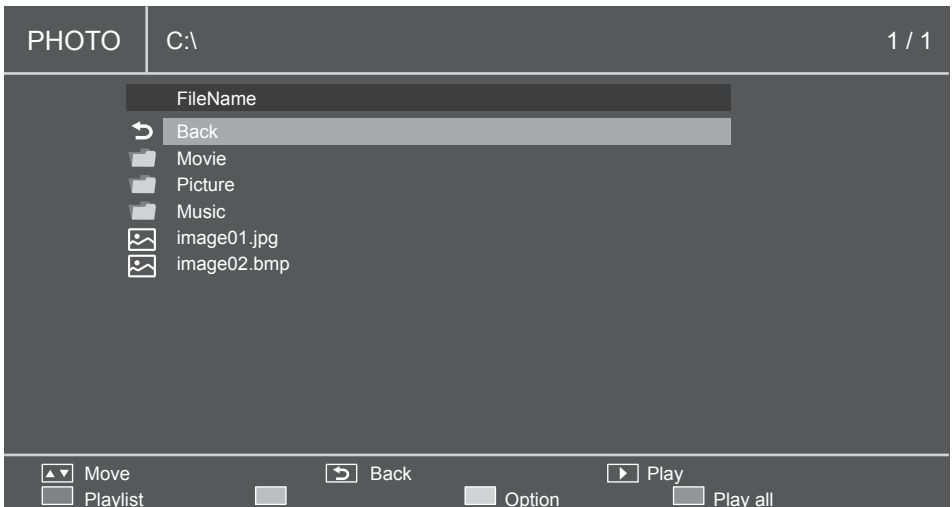 PHOTO C:\ 1 / 1
FileName
Back
Movie
Picture
Music
image01.jpg
image02.bmp
Move Back Play
Playlist Option Play all